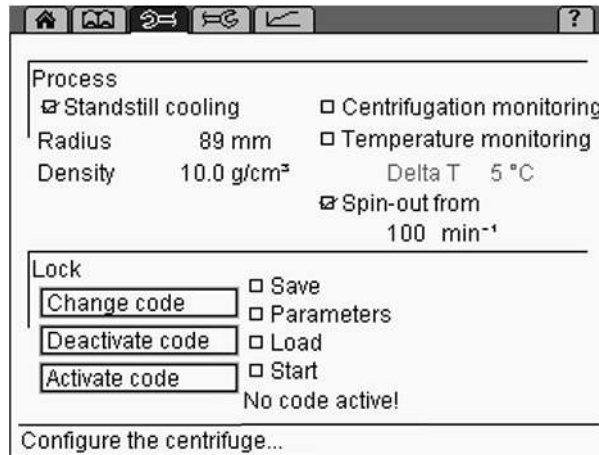 ?
Process
Standstill cooling
Centrifugation monitoring
Radius 89 mm
Temperature monitoring
Density 10.0 g/cm³
Delta T 5 °C
Spin-out from
100 min⁻¹
Lock
Change code
Deactivate code
Activate code
Save
Parameters
Load
Start
No code active!
Configure the centrifuge...